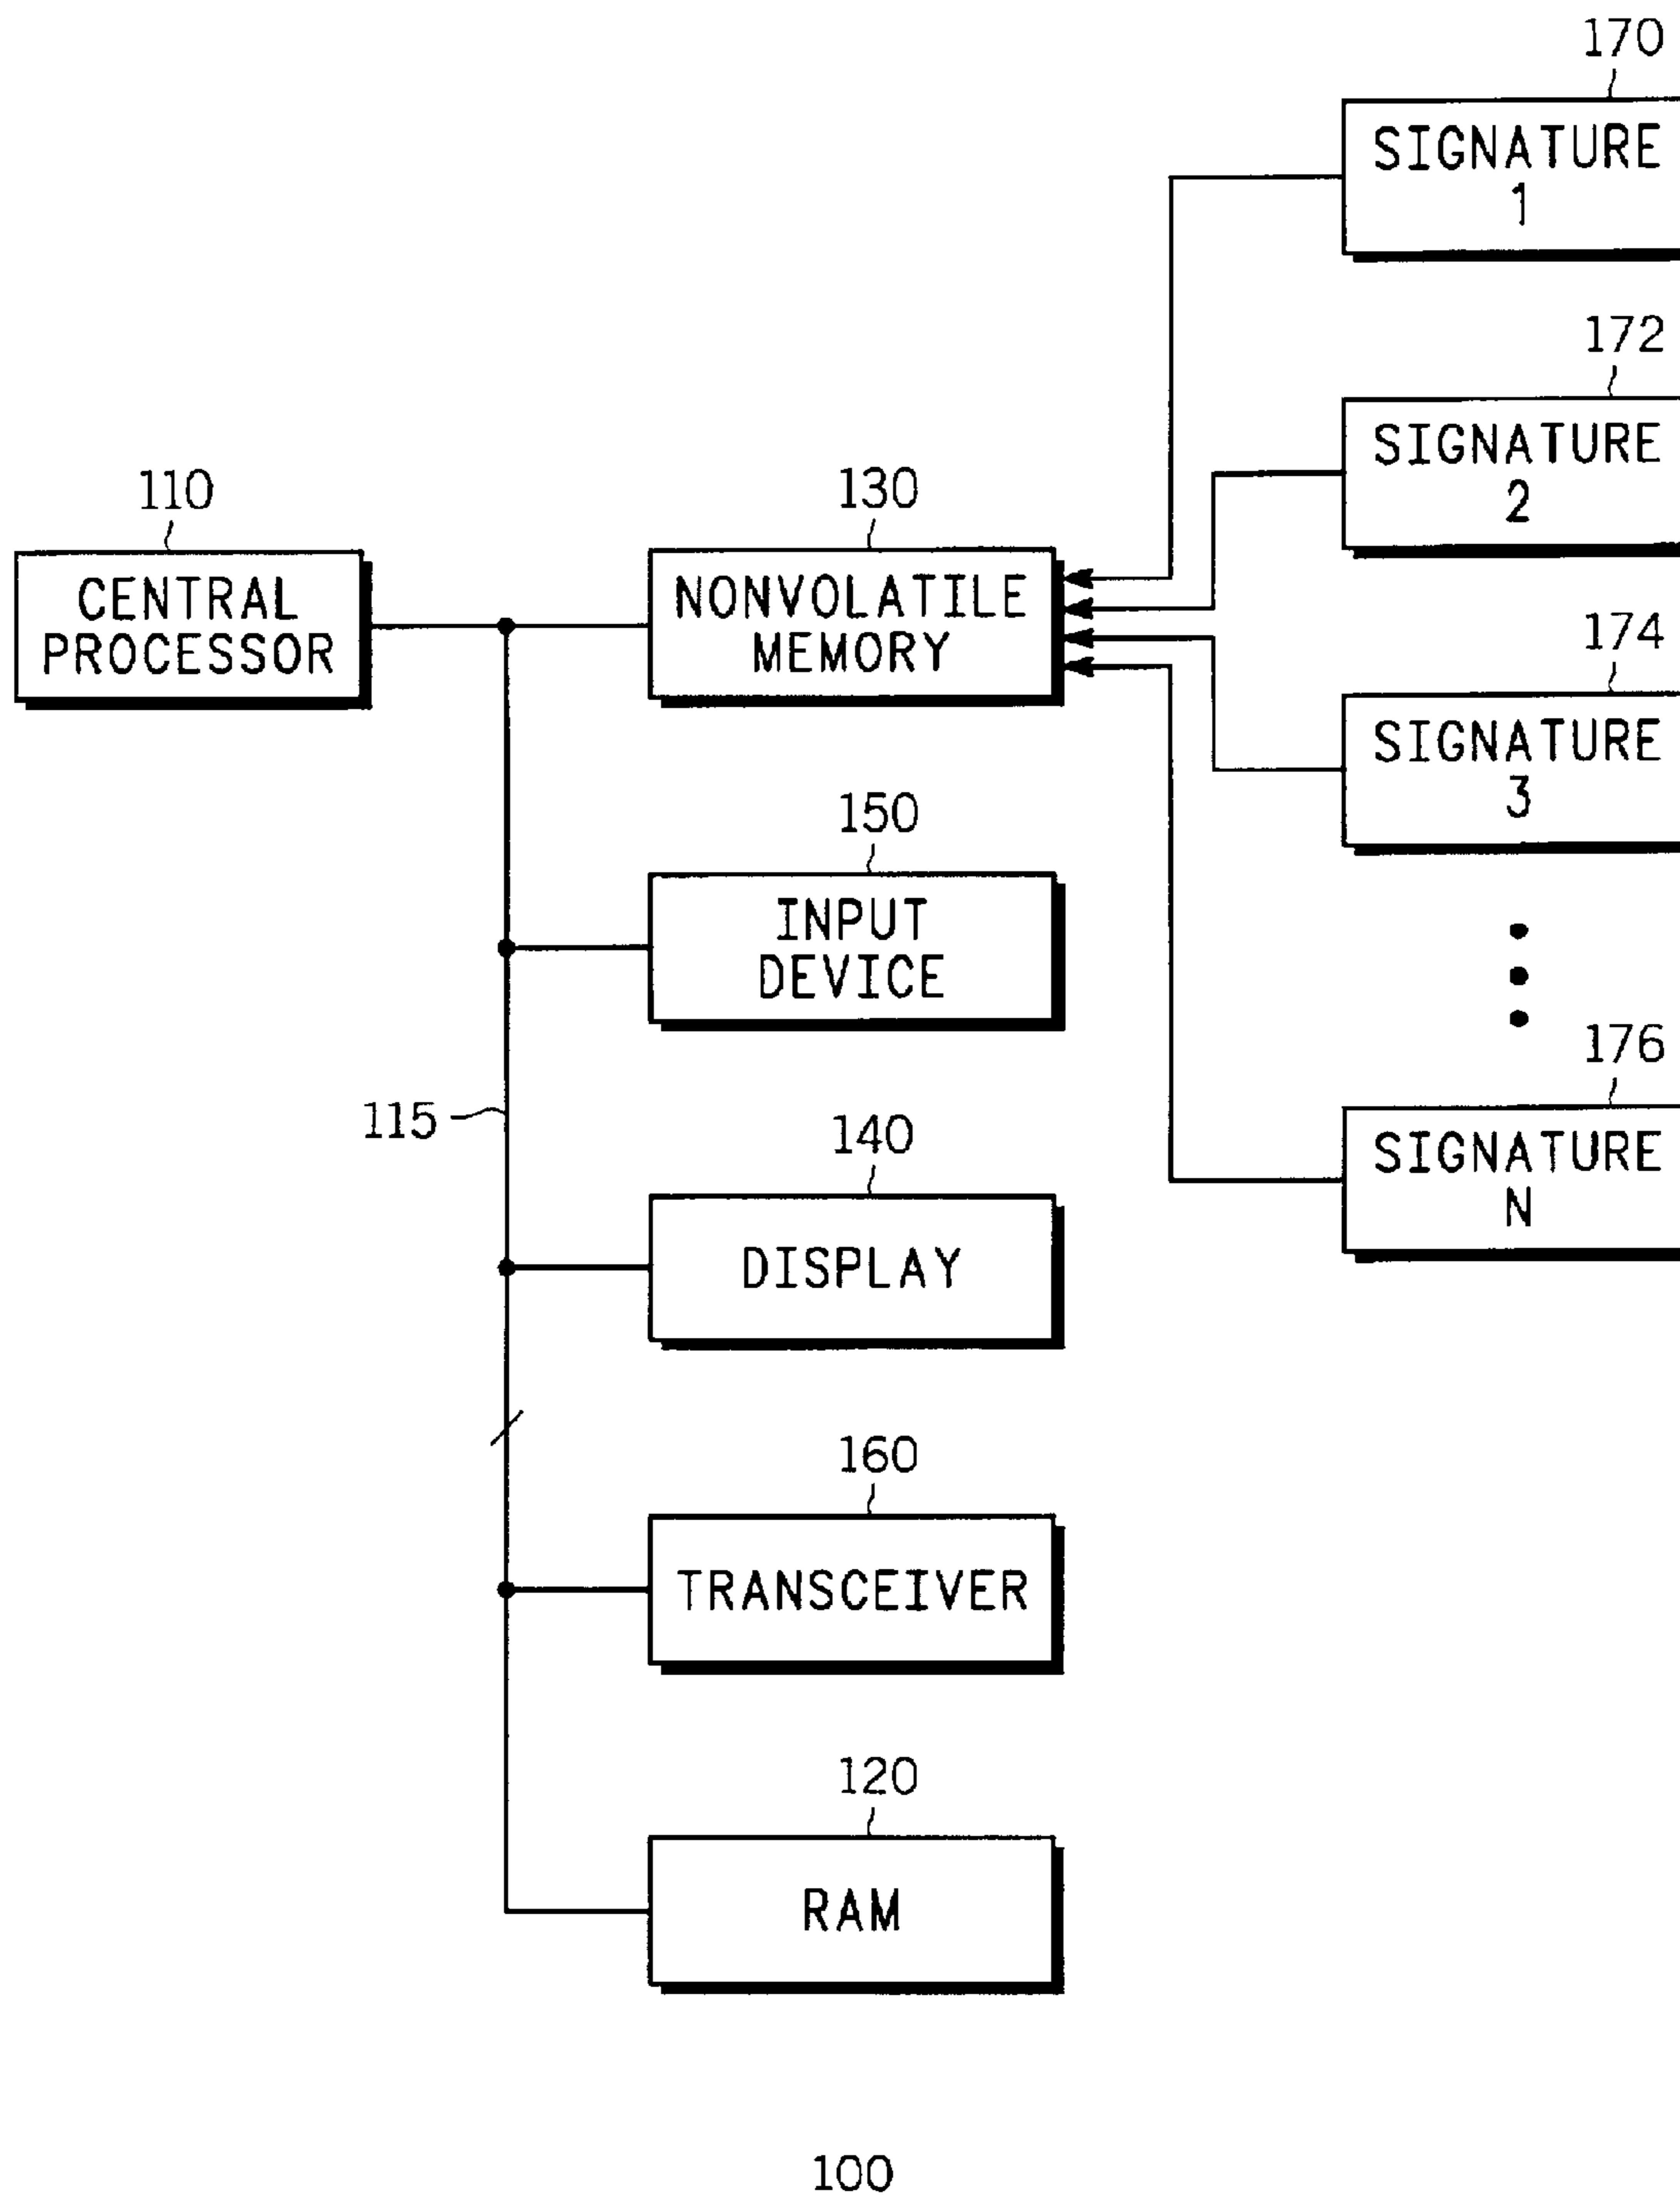 170
SIGNATURE
1
172
SIGNATURE
2
110
CENTRAL
PROCESSOR
130
NONVOLATILE
MEMORY
174
SIGNATURE
3
150
INPUT
DEVICE
176
SIGNATURE
N
115
140
DISPLAY
160
TRANSCEIVER
120
RAM
100